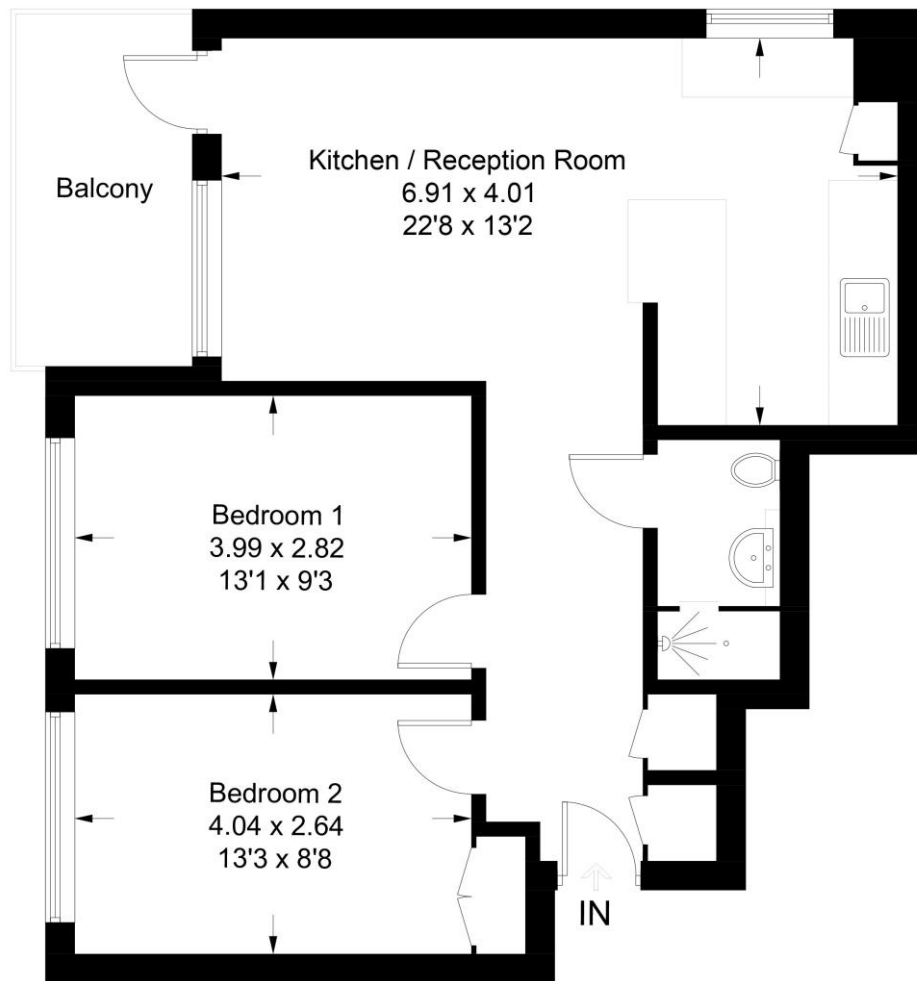 Balcony
Kitchen / Reception Room
6.91 x 4.01
22'8 x 13'2
Bedroom 1
3.99 x 2.82
13'1 x 9'3
Bedroom 2
4.04 x 2.64
13'3 x 8'8
IN